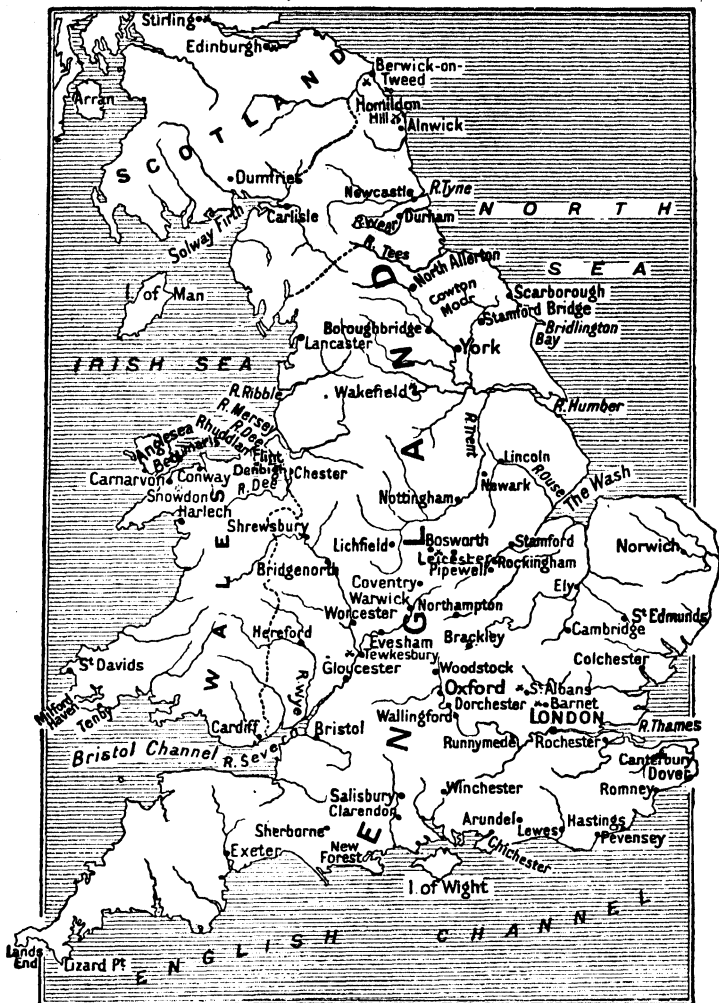 Stirling
Edinburgh
Berwick-on-
Tweed
SCOTLAND
Arran
Homildon
Hill
Alnwick
Dumfries
Newcastle
R.Tyne
Solway Firth
Carlisle
R.Wear
Durham
NORTH
SEA
R. Tees
North Allerton
Cowton
Moor
Scarborough
Stamford Bridge
Bridlington
Bay
I. of Man
Boroughbridge
Lancaster
York
IRISH SEA
R.Ribble
Wakefield
R.Humber
R. Mersey
R.Dee
R.Trent
Anglesea
Beaumaris
Rhuddlan
Flint
Denbigh
R. Dee
Chester
Carnarvon
Conway
Snowdon
Harlech
Lincoln
Newark
R.Ouse
The Wash
Nottingham
Shrewsbury
Lichfield
Bosworth
Leicester
Stamford
Rockingham
Pipewell
Norwich
Bridgenorth
Coventry
Warwick
Ely
Worcester
Northampton
St Edmunds
Cambridge
Hereford
Evesham
Brackley
WALES
ENGLAND
St Davids
Tewkesbury
Gloucester
Woodstock
Colchester
Milford
Haven
Tenby
R.Wye
Oxford
St Albans
Dorchester
Barnet
Wallingford
LONDON
R.Thames
Cardiff
Bristol
Bristol Channel
R. Seve
Runnymede
Rochester
Canterbury
Dover
Romney
Salisbury
Clarendon
Winchester
Sherborne
New
Forest
Arundel
Lewes
Hastings
Pevensey
Chichester
Exeter
I. of Wight
Lands
End
Lizard Pt
ENGLISH CHANNEL